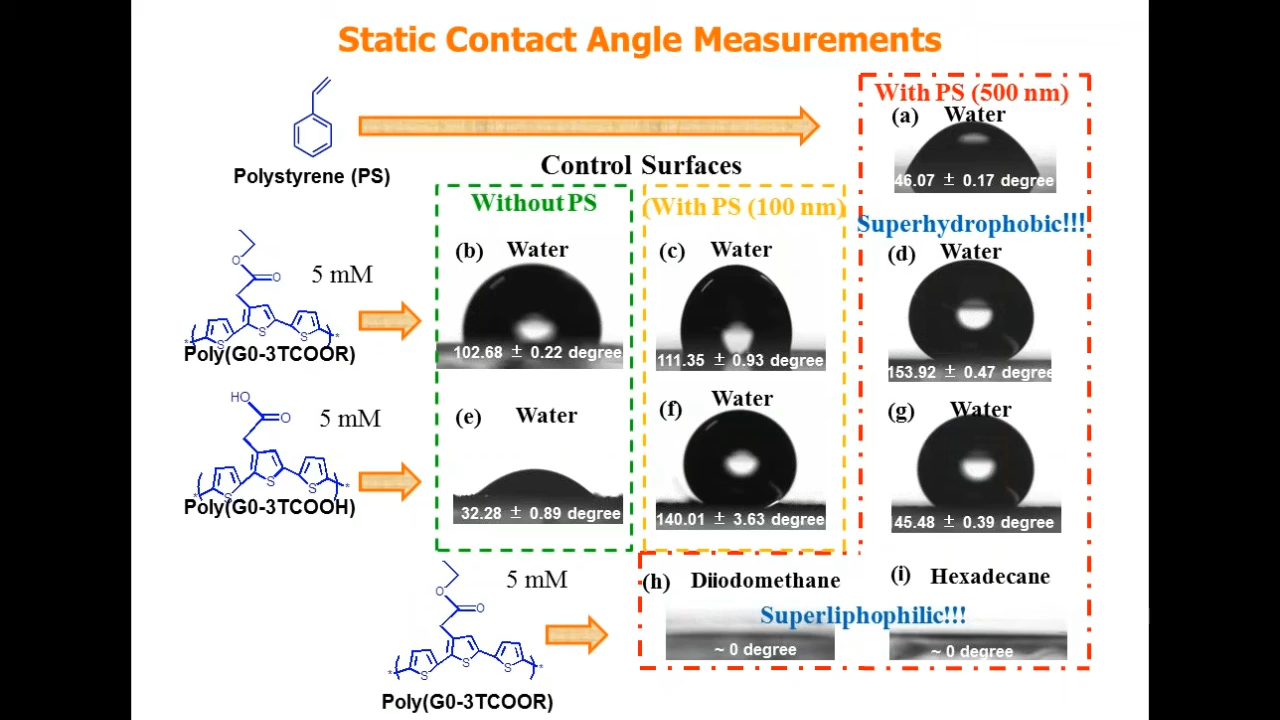 Static Contact Angle Measurements
With PS (500 nm)
(a) Water
46.07 ± 0.17 degree
Polystyrene (PS)
Control Surfaces
Without PS
(With PS (100 nm)
Superhydrophobic!!!
(b) Water
(c) Water
(d) Water
O
O
5 mM
S
S
S
* ( )*
Poly(G0-3TCOOR)
102.68 ± 0.22 degree
111.35 ± 0.93 degree
153.92 ± 0.47 degree
HO
O
5 mM
S
S
S
* ( )*
Poly(G0-3TCOOH)
(e) Water
(f) Water
(g) Water
32.28 ± 0.89 degree
140.01 ± 3.63 degree
45.48 ± 0.39 degree
O
O
5 mM
S
S
S
* ( )*
Poly(G0-3TCOOR)
(h) Diiodomethane
(i) Hexadecane
Superliphophilic!!!
~ 0 degree
~ 0 degree